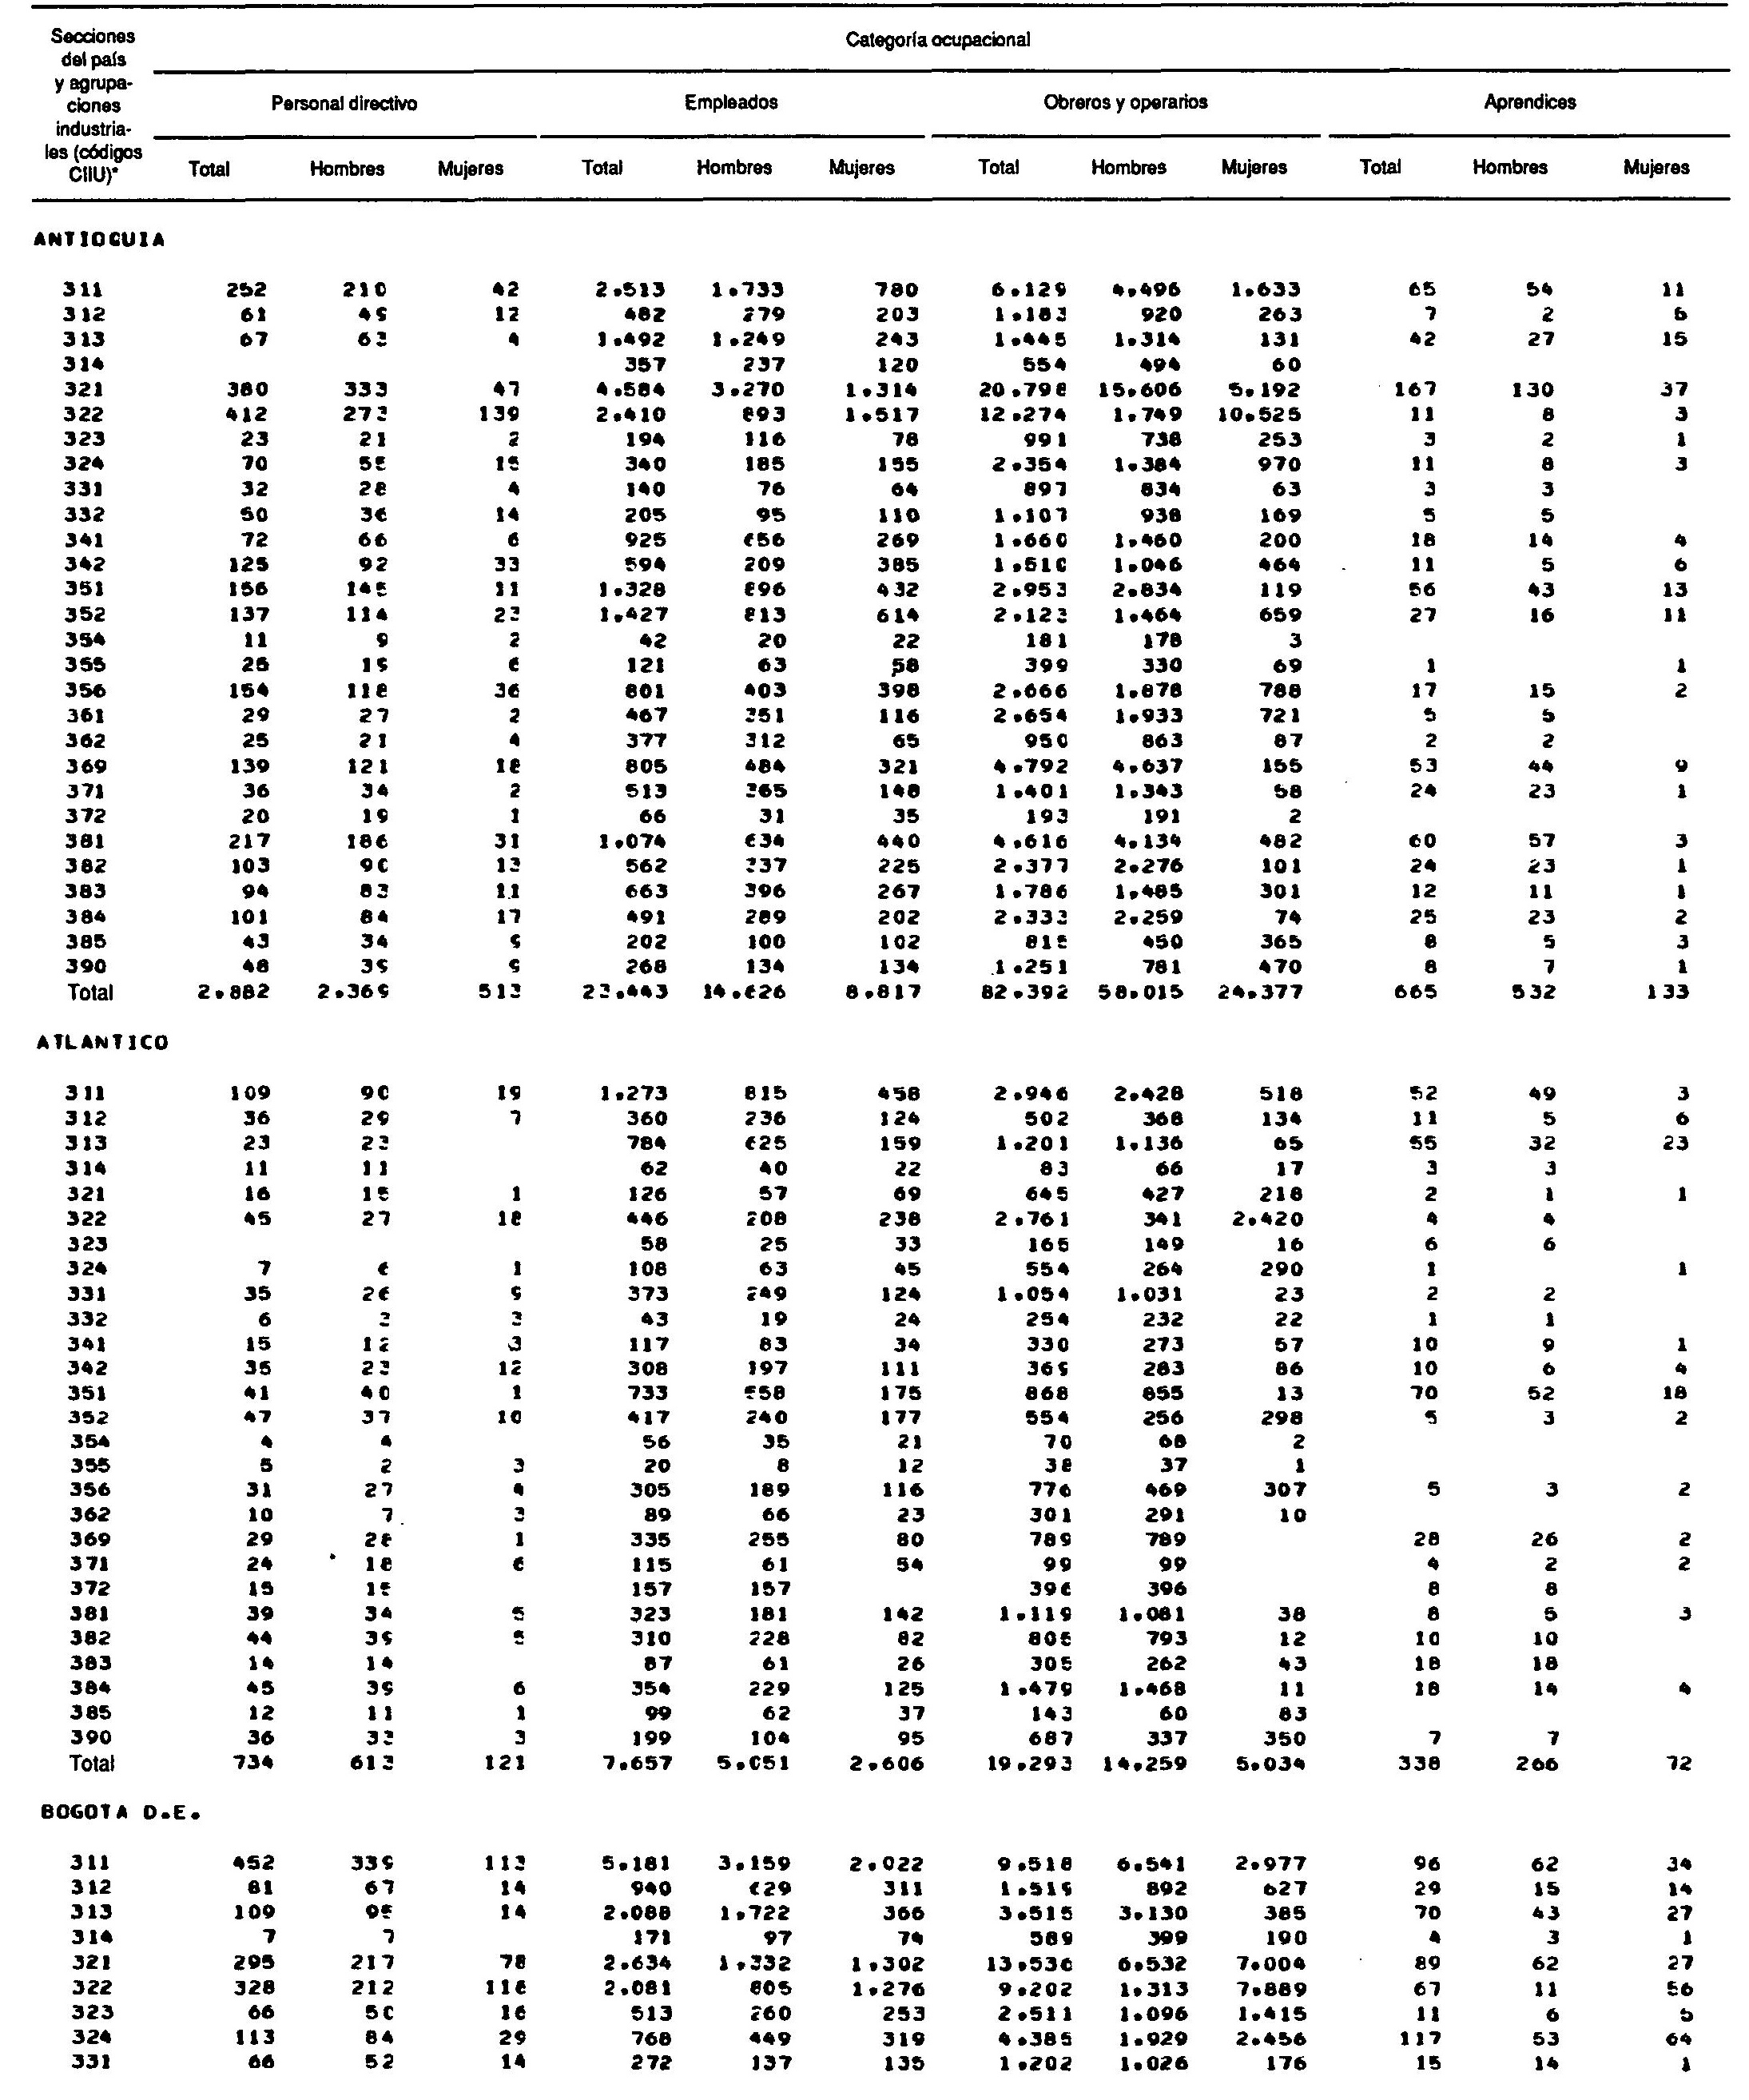 Secciones del país y agrupaciones industriales (códigos CIIU)* Categoría ocupacional
Personal directivo Empleados Obreros y operarios Aprendices
Total Hombres Mujeres Total Hombres Mujeres Total Hombres Mujeres Total Hombres Mujeres
ANTIOQUIA
311 252 210 42 2.513 1.733 780 6.129 4.496 1.633 65 54 11
312 61 49 12 482 279 203 1.183 920 263 7 2 5
313 67 63 4 1.492 1.249 243 1.445 1.314 131 42 27 15
314 357 237 120 554 494 60
321 380 333 47 4.584 3.270 1.314 20.798 15.606 5.192 167 130 37
322 412 273 139 2.410 893 1.517 12.274 1.749 10.525 11 8 3
323 23 21 2 194 116 78 991 738 253 3 2 1
324 70 55 15 340 185 155 2.354 1.384 970 11 8 3
331 32 28 4 140 76 64 897 834 63 3 3
332 50 36 14 205 95 110 1.107 938 169 5 5
341 72 66 6 925 656 269 1.660 1.460 200 18 14 4
342 125 92 33 594 209 385 1.510 1.046 464 11 5 6
351 156 145 11 1.328 896 432 2.953 2.834 119 56 43 13
352 137 114 23 1.427 813 614 2.123 1.464 659 27 16 11
354 11 9 2 42 20 22 181 178 3
355 25 19 6 121 63 58 399 330 69 1 1
356 154 118 36 801 403 398 2.666 1.878 788 17 15 2
361 29 27 2 467 351 116 2.654 1.933 721 5 5
362 25 21 4 377 312 65 950 863 87 2 2
369 139 121 18 805 484 321 4.792 4.637 155 53 44 9
371 36 34 2 513 365 148 1.401 1.343 58 24 23 1
372 20 19 1 66 31 35 193 191 2
381 217 186 31 1.074 634 440 4.616 4.134 482 60 57 3
382 103 90 13 562 337 225 2.377 2.276 101 24 23 1
383 94 83 11 663 396 267 1.786 1.485 301 12 11 1
384 101 84 17 491 289 202 2.333 2.259 74 25 23 2
385 43 34 9 202 100 102 815 450 365 8 5 3
390 48 39 9 268 134 134 1.251 781 470 8 7 1
Total 2.882 2.369 513 23.443 14.626 8.817 82.392 58.015 24.377 665 532 133
ATLANTICO
311 109 90 19 1.273 815 458 2.946 2.428 518 52 49 3
312 36 29 7 360 236 124 502 368 134 11 5 6
313 23 23 784 625 159 1.201 1.136 65 55 32 23
314 11 11 62 40 22 83 66 17 3 3
321 16 15 1 126 57 69 645 427 218 2 1 1
322 45 27 18 446 208 238 2.761 341 2.420 4 4
323 58 25 33 165 149 16 6 6
324 7 6 1 108 63 45 554 264 290 1 1
331 35 26 9 373 249 124 1.054 1.031 23 2 2
332 6 3 3 43 19 24 254 232 22 1 1
341 15 12 3 117 83 34 330 273 57 10 9 1
342 35 23 12 308 197 111 369 283 86 10 6 4
351 41 40 1 733 558 175 868 855 13 70 52 18
352 47 37 10 417 240 177 554 256 298 5 3 2
354 4 4 56 35 21 70 68 2
355 5 2 3 20 8 12 38 37 1
356 31 27 4 305 189 116 776 469 307 5 3 2
362 10 7 3 89 66 23 301 291 10
369 29 28 1 335 255 80 789 789 28 26 2
371 24 18 6 115 61 54 99 99 4 2 2
372 15 15 157 157 396 396 8 8
381 39 34 5 323 181 142 1.119 1.081 38 8 5 3
382 44 39 5 310 228 82 805 793 12 10 10
383 14 14 87 61 26 305 262 43 18 18
384 45 39 6 354 229 125 1.479 1.468 11 18 14 4
385 12 11 1 99 62 37 143 60 83
390 36 33 3 199 104 95 687 337 350 7 7
Total 734 613 121 7.657 5.051 2.606 19.293 14.259 5.034 338 266 72
BOGOTA D.E.
311 452 339 113 5.181 3.159 2.022 9.518 6.541 2.977 96 62 34
312 81 67 14 940 629 311 1.519 892 627 29 15 14
313 109 95 14 2.088 1.722 366 3.515 3.130 385 70 43 27
314 7 7 171 97 74 589 399 190 4 3 1
321 295 217 78 2.634 1.332 1.302 13.536 6.532 7.004 89 62 27
322 328 212 116 2.081 805 1.276 9.202 1.313 7.889 67 11 56
323 66 50 16 513 260 253 2.511 1.096 1.415 11 6 5
324 113 84 29 768 449 319 4.385 1.929 2.456 117 53 64
331 66 52 14 272 137 135 1.202 1.026 176 15 14 1